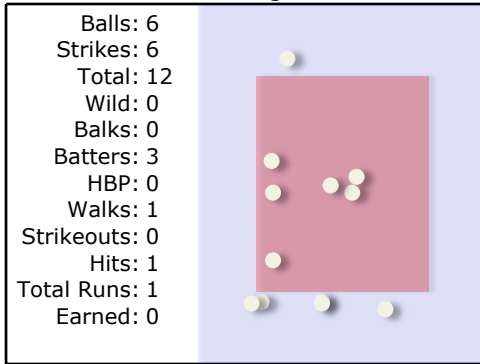 Balls: 6
Strikes: 6
Total: 12
Wild: 0
Balks: 0
Batters: 3
HBP: 0
Walks: 1
Strikeouts: 0
Hits: 1
Total Runs: 1
Earned: 0